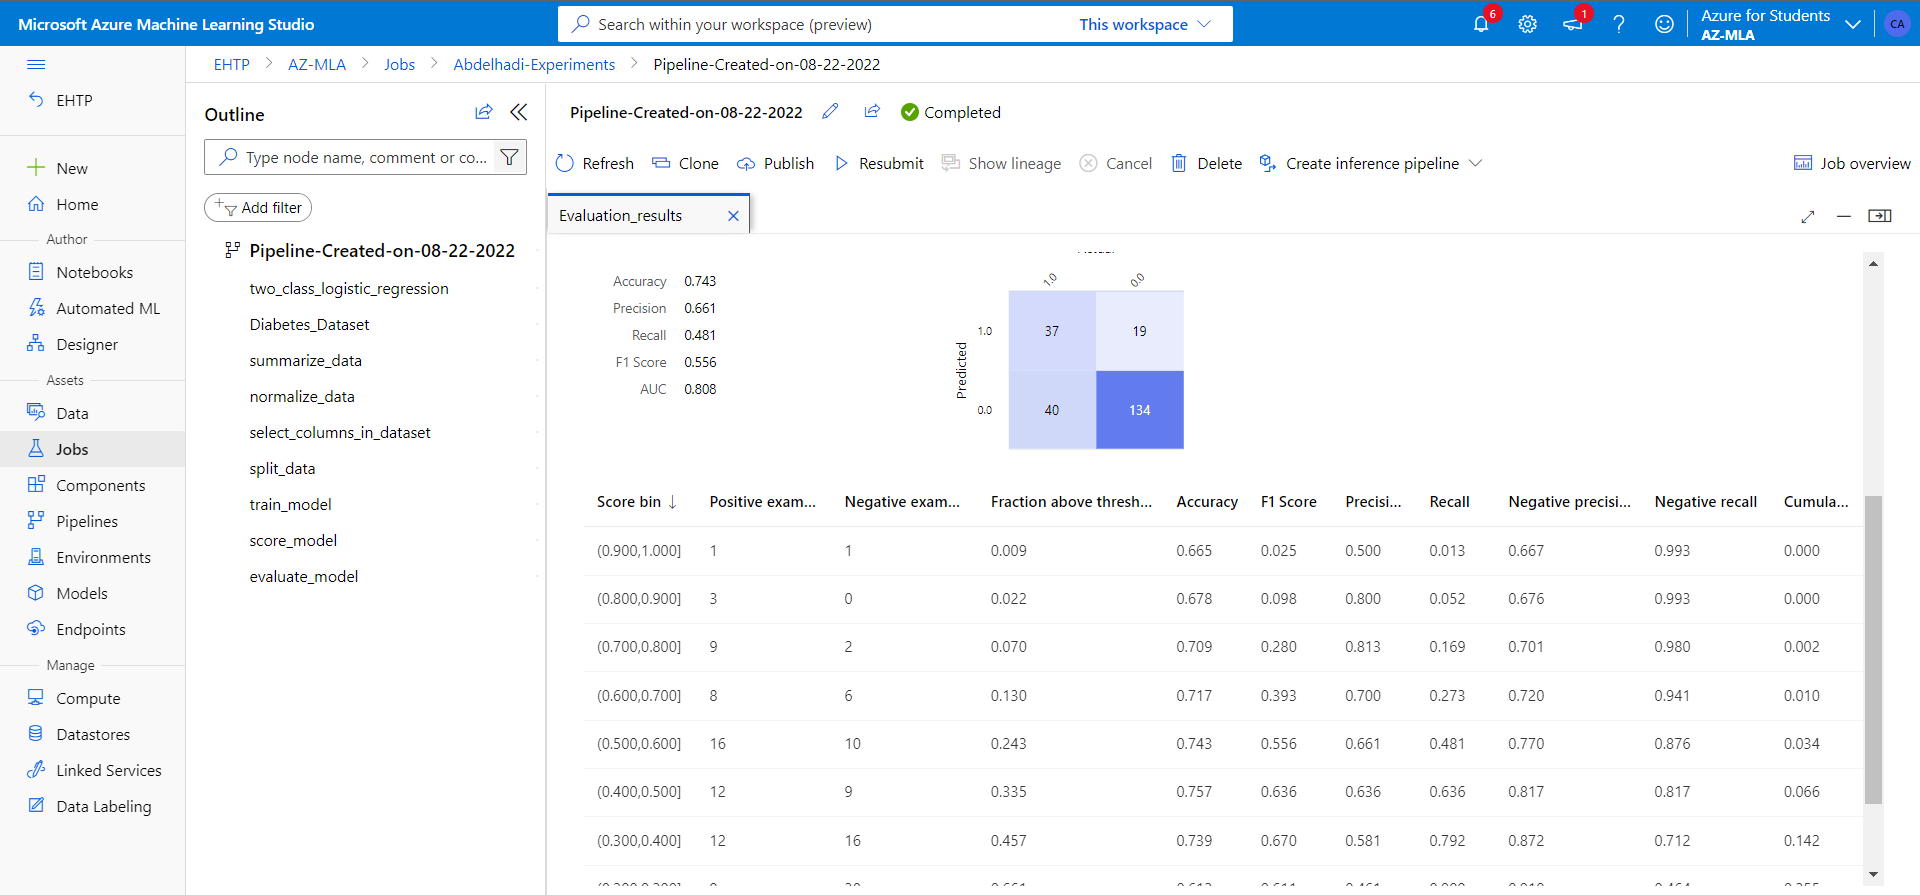 Microsoft Azure Machine Learning Studio
Search within your workspace (preview)
This workspace
6
1
Azure for Students
AZ-MLA
CA
EHTP
New
Home
Author
Notebooks
Automated ML
Designer
Assets
Data
Jobs
Components
Pipelines
Environments
Models
Endpoints
Manage
Compute
Datastores
Linked Services
Data Labeling
EHTP > AZ-MLA > Jobs > Abdelhadi-Experiments > Pipeline-Created-on-08-22-2022
Outline
Type node name, comment or co...
Add filter
Pipeline-Created-on-08-22-2022
two_class_logistic_regression
Diabetes_Dataset
summarize_data
normalize_data
select_columns_in_dataset
split_data
train_model
score_model
evaluate_model
Pipeline-Created-on-08-22-2022 Completed
Refresh Clone Publish Resubmit Show lineage Cancel Delete Create inference pipeline Job overview
Evaluation_results
Accuracy 0.743
Precision 0.661
Recall 0.481
F1 Score 0.556
AUC 0.808
1.0 0.0
Predicted
1.0 37 19
0.0 40 134
Score bin Positive exam... Negative exam... Fraction above thresh... Accuracy F1 Score Precisi... Recall Negative precisi... Negative recall Cumula...
(0.900,1.000] 1 1 0.009 0.665 0.025 0.500 0.013 0.667 0.993 0.000
(0.800,0.900] 3 0 0.022 0.678 0.098 0.800 0.052 0.676 0.993 0.000
(0.700,0.800] 9 2 0.070 0.709 0.280 0.813 0.169 0.701 0.980 0.002
(0.600,0.700] 8 6 0.130 0.717 0.393 0.700 0.273 0.720 0.941 0.010
(0.500,0.600] 16 10 0.243 0.743 0.556 0.661 0.481 0.770 0.876 0.034
(0.400,0.500] 12 9 0.335 0.757 0.636 0.636 0.636 0.817 0.817 0.066
(0.300,0.400] 12 16 0.457 0.739 0.670 0.581 0.792 0.872 0.712 0.142